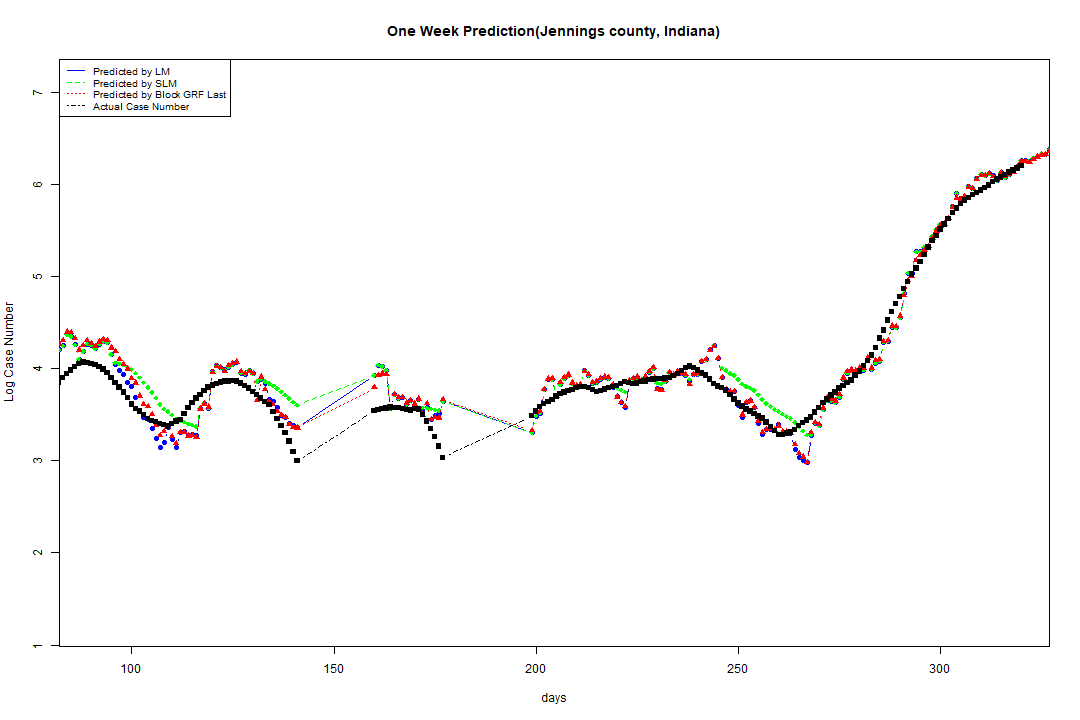 One Week Prediction(Jennings county, Indiana)
Predicted by LM
Predicted by SLM
Predicted by Block GRF Last
Actual Case Number
7
6
5
4
3
2
1
Log Case Number
100 150 200 250 300
days